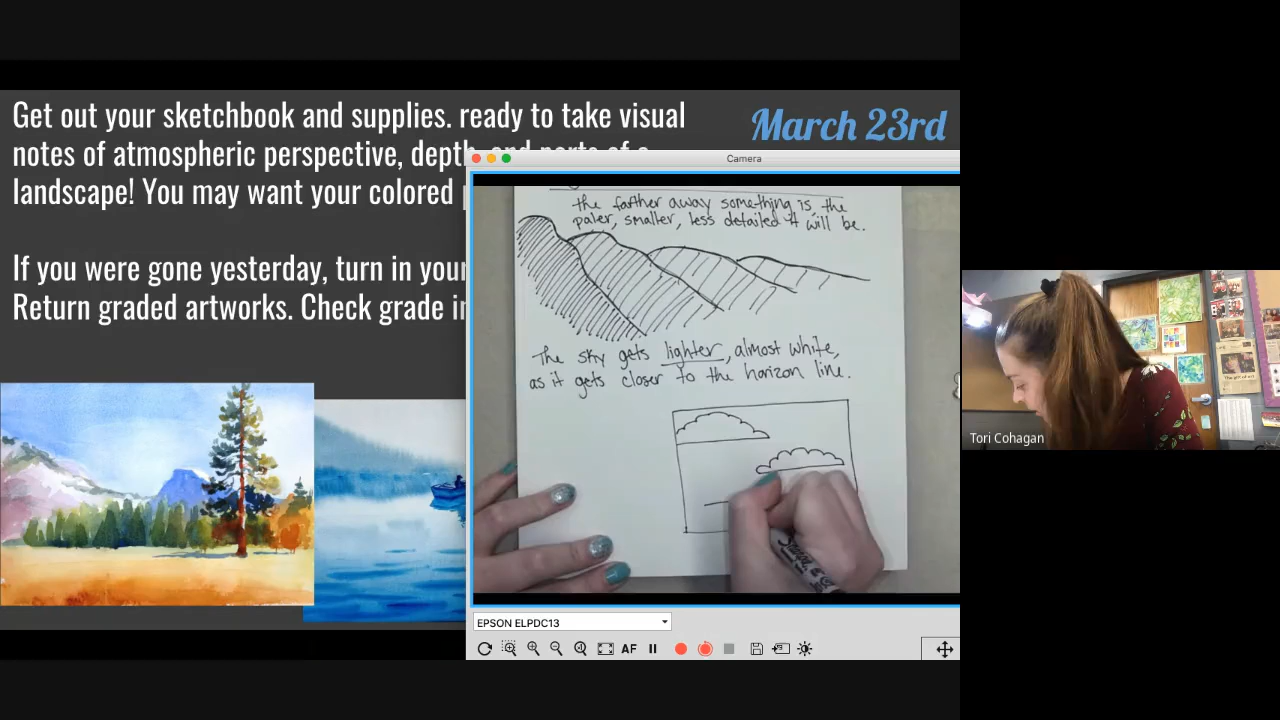 Get out your sketchbook and supplies. ready to take visual
notes of atmospheric perspective, depth, and parts of a
landscape! You may want your colored
If you were gone yesterday, turn in your
Return graded artworks. Check grade in
March 23rd
Camera
the farther away something is the
paler, smaller, less detailed it will be.
The sky gets lighter, almost white,
as it gets closer to the horizon line.
EPSON ELPDC13
AF
Tori Cohagan